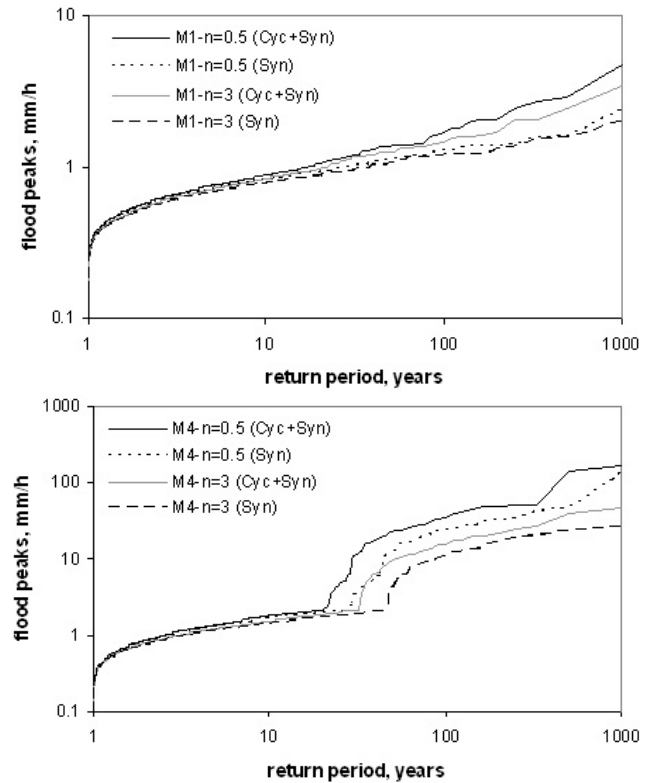 10
M1-n=0.5 (Cyc+Syn)
M1-n=0.5 (Syn)
M1-n=3 (Cyc+Syn)
M1-n=3 (Syn)
1
0.1
flood peaks, mm/h
1 10 100 1000
return period, years
1000
M4-n=0.5 (Cyc+Syn)
M4-n=0.5 (Syn)
M4-n=3 (Cyc+Syn)
M4-n=3 (Syn)
100
10
1
0.1
flood peaks, mm/h
1 10 100 1000
return period, years